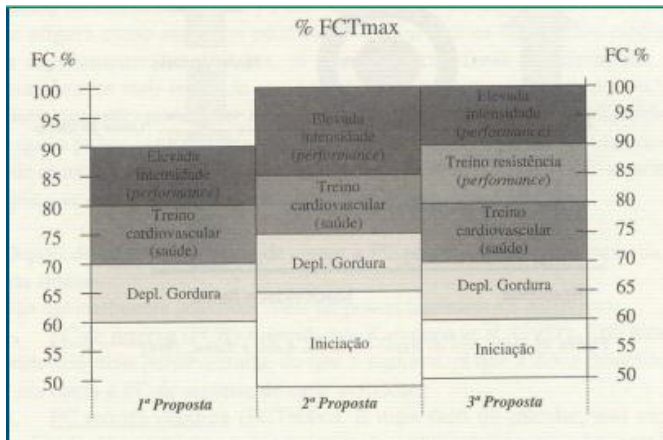 % FCTmax
FC %
FC %
100
95
90
85
80
75
70
65
60
55
50
Elevada
intensidade
(performance)
Treino
cardiovascular
(saúde)
Depl. Gordura
1ª Proposta
Elevada
intensidade
(performance)
Treino
cardiovascular
(saúde)
Depl. Gordura
Iniciação
2ª Proposta
Elevada
intensidade
(performance)
Treino resistência
(performance)
Treino
cardiovascular
(saúde)
Depl. Gordura
Iniciação
3ª Proposta
100
95
90
85
80
75
70
65
60
55
50